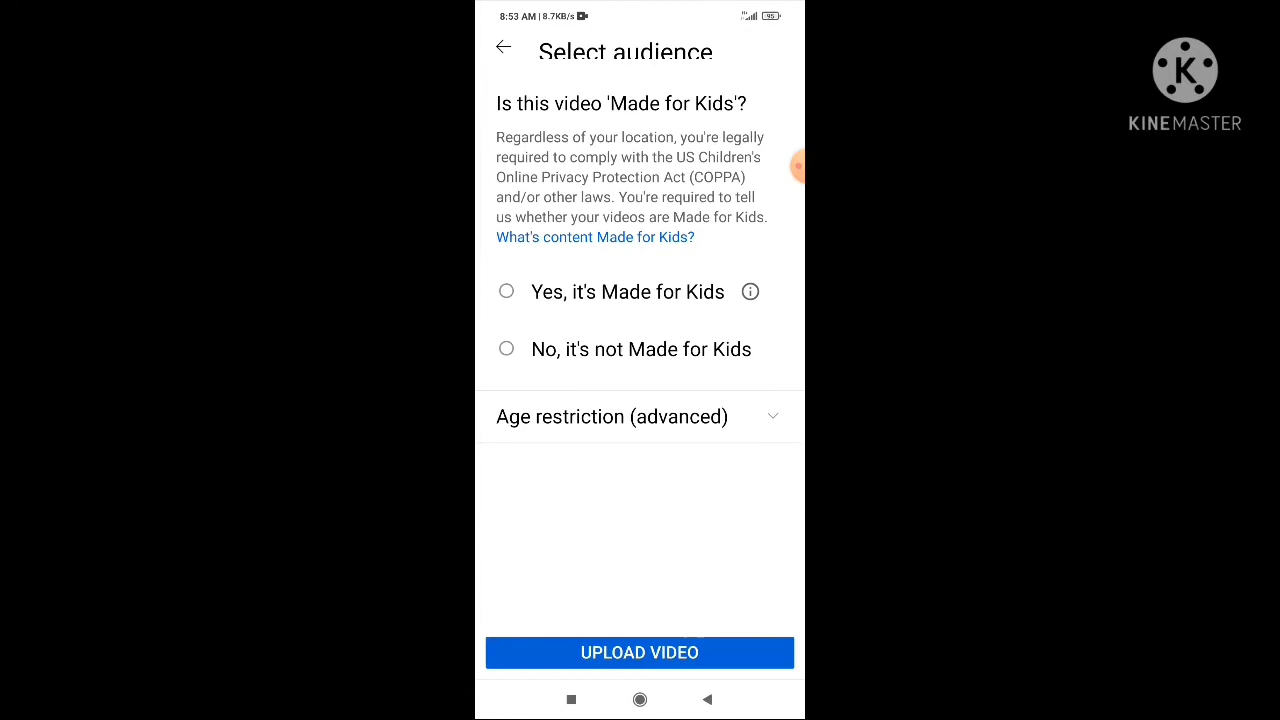 8:53 AM | 8.7KB/s
95
Select audience
KINEMASTER
Is this video 'Made for Kids'?
Regardless of your location, you're legally
required to comply with the US Children's
Online Privacy Protection Act (COPPA)
and/or other laws. You're required to tell
us whether your videos are Made for Kids.
What's content Made for Kids?
Yes, it's Made for Kids
No, it's not Made for Kids
Age restriction (advanced)
UPLOAD VIDEO